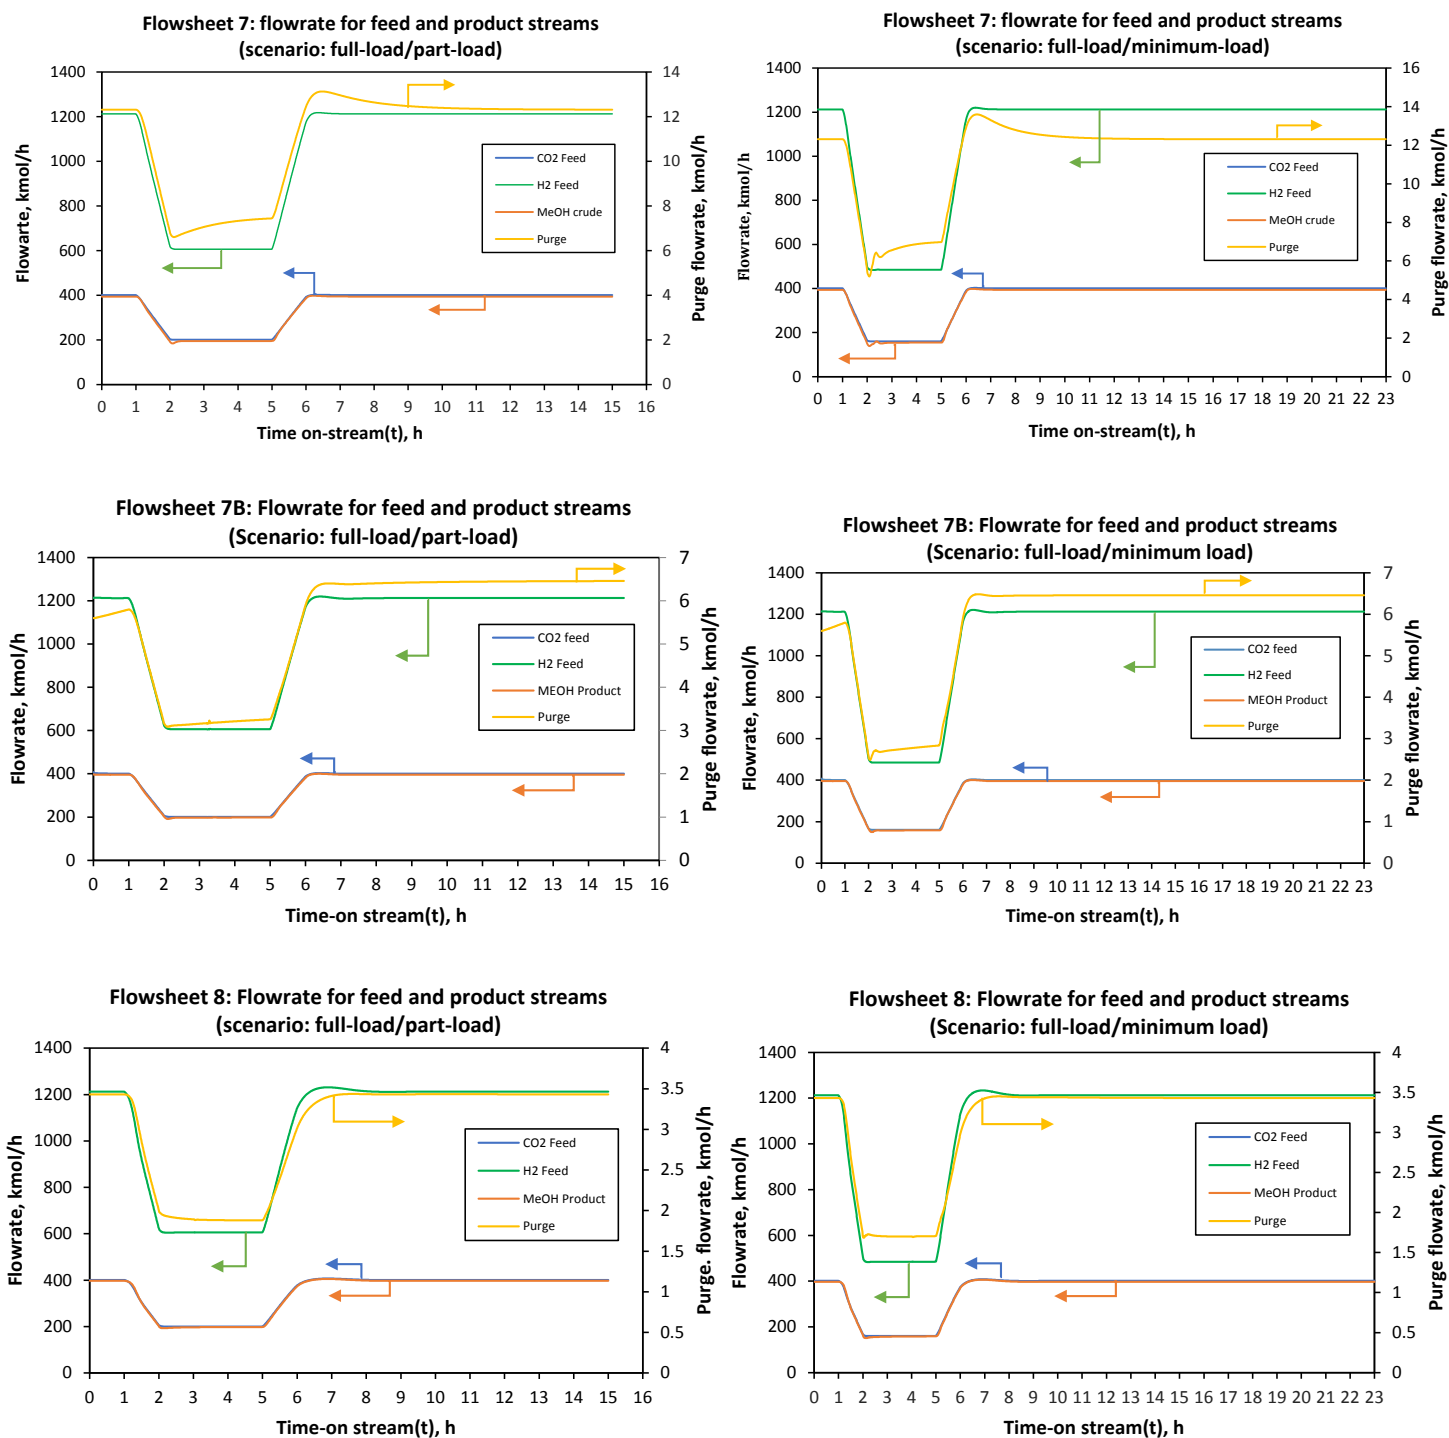 Flowsheet 7: flowrate for feed and product streams
(scenario: full-load/part-load)
1400
1200
1000
800
600
400
200
0
14
12
10
8
6
4
2
0
CO2 Feed
H2 Feed
MeOH crude
Purge
Flowarte, kmol/h
Purge flowrate, kmol/h
0 1 2 3 4 5 6 7 8 9 10 11 12 13 14 15 16
Time on-stream(t), h
Flowsheet 7: flowrate for feed and product streams
(scenario: full-load/minimum-load)
1400
1200
1000
800
600
400
200
0
16
14
12
10
8
6
4
2
0
CO2 Feed
H2 Feed
MeOH crude
Purge
Flowrate, kmol/h
Purge flowrate, kmol/h
0 1 2 3 4 5 6 7 8 9 10 11 12 13 14 15 16 17 18 19 20 21 22 23
Time on-stream(t), h
Flowsheet 7B: Flowrate for feed and product streams
(Scenario: full-load/part-load)
1400
1200
1000
800
600
400
200
0
7
6
5
4
3
2
1
0
CO2 feed
H2 Feed
MEOH Product
Purge
Flowrate, kmol/h
Purge flowrate, kmol/h
0 1 2 3 4 5 6 7 8 9 10 11 12 13 14 15 16
Time-on stream(t), h
Flowsheet 7B: Flowrate for feed and product streams
(Scenario: full-load/minimum load)
1400
1200
1000
800
600
400
200
0
7
6
5
4
3
2
1
0
CO2 feed
H2 Feed
MEOH Product
Purge
Flowrate, kmol/h
Purge flowrate, kmol/h
0 1 2 3 4 5 6 7 8 9 10 11 12 13 14 15 16 17 18 19 20 21 22 23
Time-on stream(t), h
Flowsheet 8: Flowrate for feed and product streams
(scenario: full-load/part-load)
1400
1200
1000
800
600
400
200
0
4
3.5
3
2.5
2
1.5
1
0.5
0
CO2 Feed
H2 Feed
MeOH Product
Purge
Flowrate, kmol/h
Purge. flowrate, kmol/h
0 1 2 3 4 5 6 7 8 9 10 11 12 13 14 15 16
Time-on stream(t), h
Flowsheet 8: Flowrate for feed and product streams
(Scenario: full-load/minimum load)
1400
1200
1000
800
600
400
200
0
4
3.5
3
2.5
2
1.5
1
0.5
0
CO2 Feed
H2 Feed
MeOH Product
Purge
Flowrate, kmol/h
Purge flowate, kmol/h
0 1 2 3 4 5 6 7 8 9 10 11 12 13 14 15 16 17 18 19 20 21 22 23
Time-on stream(t), h